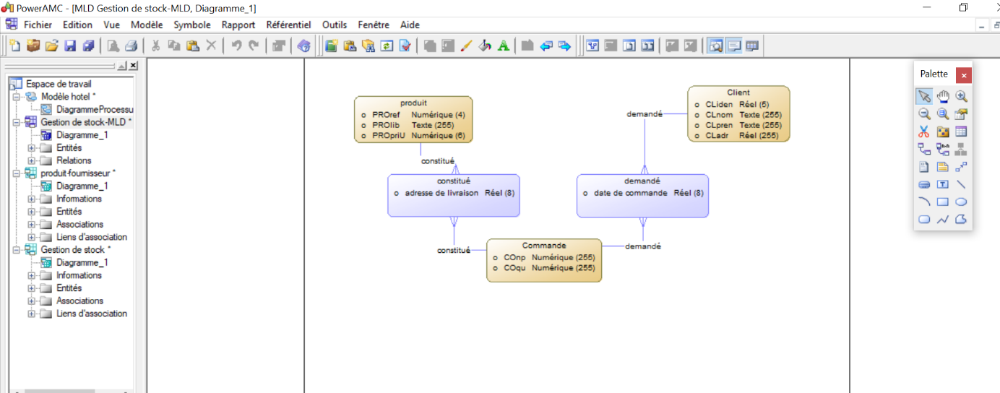 PowerAMC - [MLD Gestion de stock-MLD, Diagramme_1]
Fichier Edition Vue Modèle Symbole Rapport Référentiel Outils Fenêtre Aide
Espace de travail
Modèle hotel *
DiagrammeProcessu
Gestion de stock-MLD *
Diagramme_1
Entités
Relations
produit-fournisseur *
Diagramme_1
Informations
Entités
Associations
Liens d'association
Gestion de stock *
Diagramme_1
Informations
Entités
Associations
Liens d'association
produit
PROref Numérique (4)
PROlib Texte (255)
PROpriU Numérique (6)
constitué
constitué
adresse de livraison Réel (8)
constitué
Commande
COnp Numérique (255)
COqu Numérique (255)
demandé
demandé
date de commande Réel (8)
demandé
Client
CLiden Réel (5)
CLnom Texte (255)
CLpren Texte (255)
CLadr Réel (255)
Palette